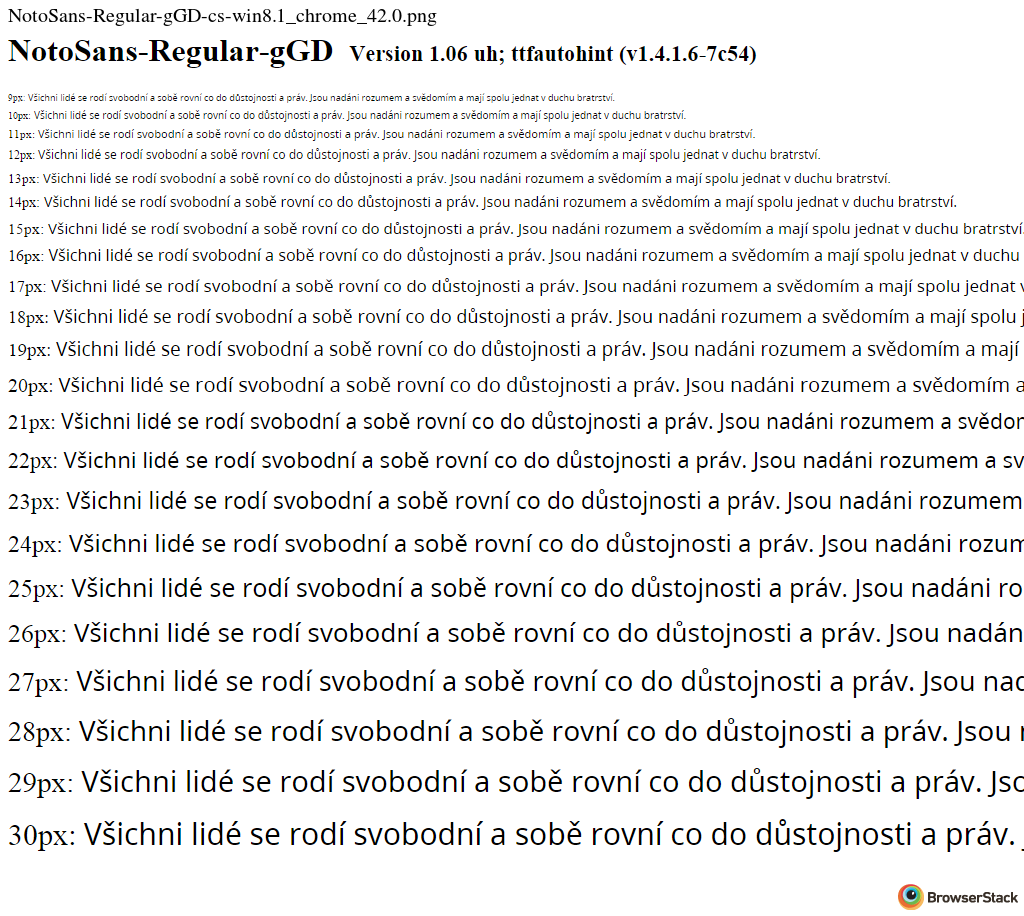 NotoSans-Regular-gGD-cs-win8.1_chrome_42.0.png
NotoSans-Regular-gGD Version 1.06 uh; ttfautohint (v1.4.1.6-7c54)
9px: Všichni lidé se rodí svobodní a sobě rovní co do důstojnosti a práv. Jsou nadáni rozumem a svědomím a mají spolu jednat v duchu bratrství.
10px: Všichni lidé se rodí svobodní a sobě rovní co do důstojnosti a práv. Jsou nadáni rozumem a svědomím a mají spolu jednat v duchu bratrství.
11px: Všichni lidé se rodí svobodní a sobě rovní co do důstojnosti a práv. Jsou nadáni rozumem a svědomím a mají spolu jednat v duchu bratrství.
12px: Všichni lidé se rodí svobodní a sobě rovní co do důstojnosti a práv. Jsou nadáni rozumem a svědomím a mají spolu jednat v duchu bratrství.
13px: Všichni lidé se rodí svobodní a sobě rovní co do důstojnosti a práv. Jsou nadáni rozumem a svědomím a mají spolu jednat v duchu bratrství.
14px: Všichni lidé se rodí svobodní a sobě rovní co do důstojnosti a práv. Jsou nadáni rozumem a svědomím a mají spolu jednat v duchu bratrství.
15px: Všichni lidé se rodí svobodní a sobě rovní co do důstojnosti a práv. Jsou nadáni rozumem a svědomím a mají spolu jednat v duchu bratrství
16px: Všichni lidé se rodí svobodní a sobě rovní co do důstojnosti a práv. Jsou nadáni rozumem a svědomím a mají spolu jednat v duchu
17px: Všichni lidé se rodí svobodní a sobě rovní co do důstojnosti a práv. Jsou nadáni rozumem a svědomím a mají spolu jednat v
18px: Všichni lidé se rodí svobodní a sobě rovní co do důstojnosti a práv. Jsou nadáni rozumem a svědomím a mají spolu j
19px: Všichni lidé se rodí svobodní a sobě rovní co do důstojnosti a práv. Jsou nadáni rozumem a svědomím a mají
20px: Všichni lidé se rodí svobodní a sobě rovní co do důstojnosti a práv. Jsou nadáni rozumem a svědomím a
21px: Všichni lidé se rodí svobodní a sobě rovní co do důstojnosti a práv. Jsou nadáni rozumem a svědor
22px: Všichni lidé se rodí svobodní a sobě rovní co do důstojnosti a práv. Jsou nadáni rozumem a sv
23px: Všichni lidé se rodí svobodní a sobě rovní co do důstojnosti a práv. Jsou nadáni rozumem
24px: Všichni lidé se rodí svobodní a sobě rovní co do důstojnosti a práv. Jsou nadáni rozum
25px: Všichni lidé se rodí svobodní a sobě rovní co do důstojnosti a práv. Jsou nadáni ro
26px: Všichni lidé se rodí svobodní a sobě rovní co do důstojnosti a práv. Jsou nadán
27px: Všichni lidé se rodí svobodní a sobě rovní co do důstojnosti a práv. Jsou nad
28px: Všichni lidé se rodí svobodní a sobě rovní co do důstojnosti a práv. Jsou
29px: Všichni lidé se rodí svobodní a sobě rovní co do důstojnosti a práv. Jso
30px: Všichni lidé se rodí svobodní a sobě rovní co do důstojnosti a práv.
BrowserStack